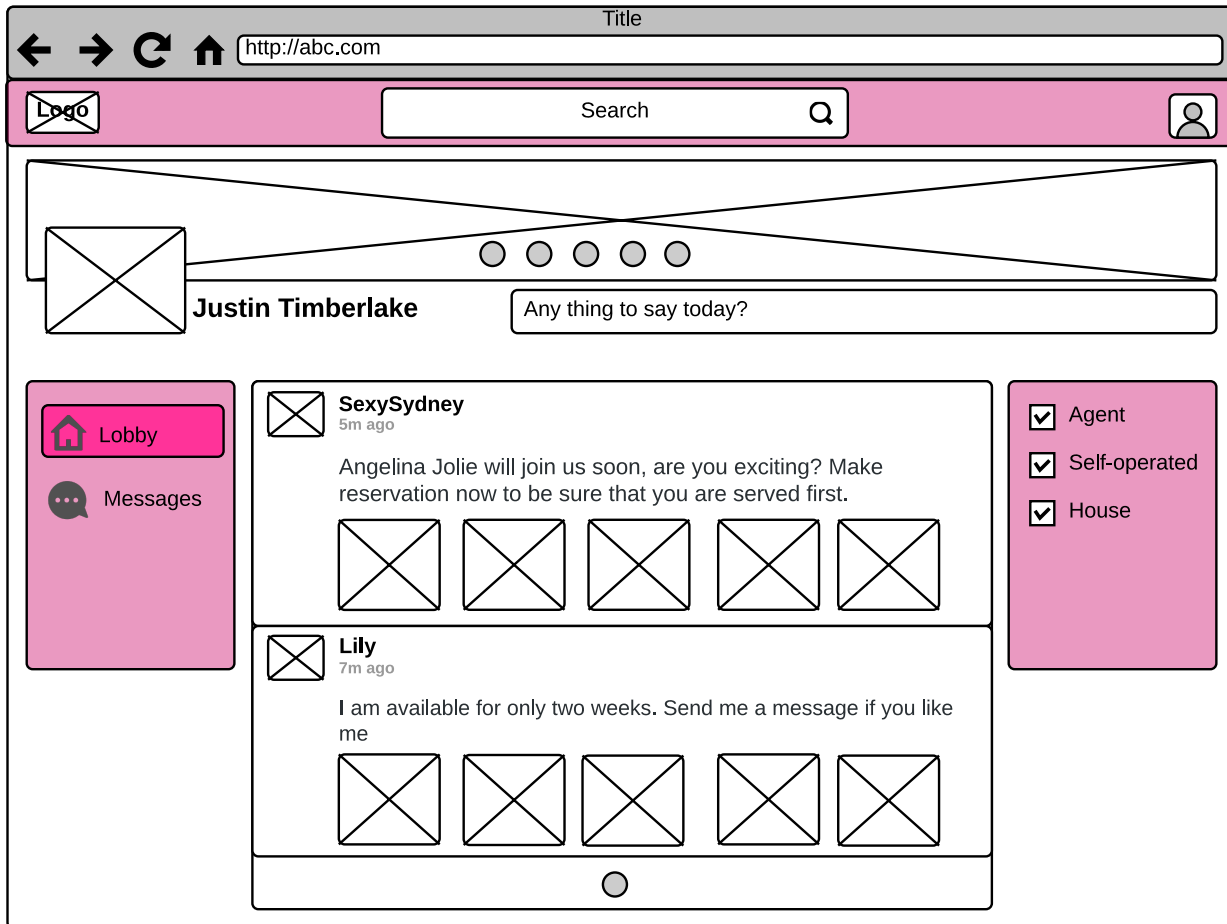 Title
http://abc.com
Logo
Search
Justin Timberlake
Any thing to say today?
Lobby
Messages
SexySydney
5m ago
Angelina Jolie will join us soon, are you exciting? Make
reservation now to be sure that you are served first.
Lily
7m ago
I am available for only two weeks. Send me a message if you like
me
Agent
Self-operated
House